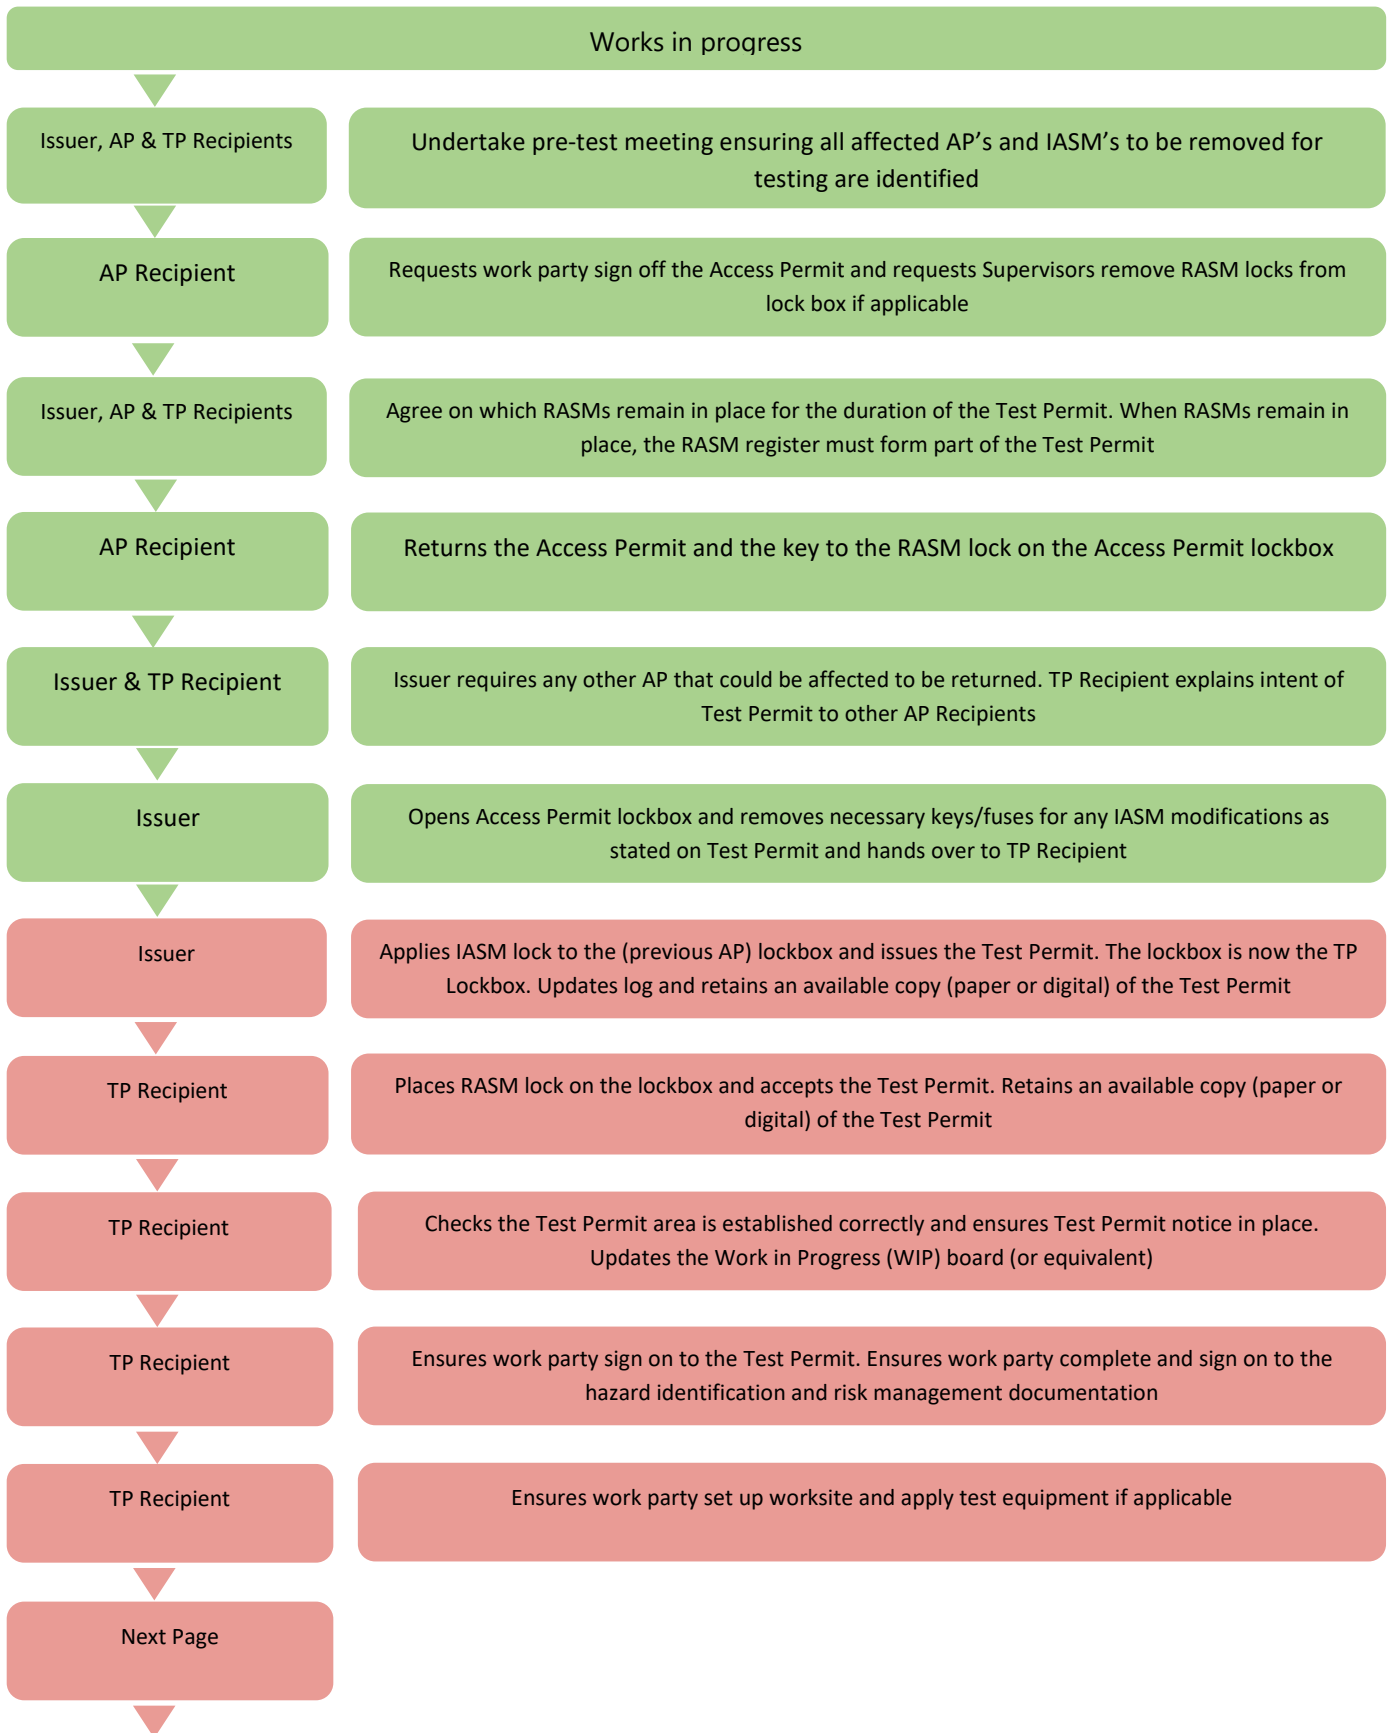 Works in progress
Issuer, AP & TP Recipients
Undertake pre-test meeting ensuring all affected AP’s and IASM’s to be removed for
testing are identified
AP Recipient
Requests work party sign off the Access Permit and requests Supervisors remove RASM locks from
lock box if applicable
Issuer, AP & TP Recipients
Agree on which RASMs remain in place for the duration of the Test Permit. When RASMs remain in
place, the RASM register must form part of the Test Permit
AP Recipient
Returns the Access Permit and the key to the RASM lock on the Access Permit lockbox
Issuer & TP Recipient
Issuer requires any other AP that could be affected to be returned. TP Recipient explains intent of
Test Permit to other AP Recipients
Issuer
Opens Access Permit lockbox and removes necessary keys/fuses for any IASM modifications as
stated on Test Permit and hands over to TP Recipient
Issuer
Applies IASM lock to the (previous AP) lockbox and issues the Test Permit. The lockbox is now the TP
Lockbox. Updates log and retains an available copy (paper or digital) of the Test Permit
TP Recipient
Places RASM lock on the lockbox and accepts the Test Permit. Retains an available copy (paper or
digital) of the Test Permit
TP Recipient
Checks the Test Permit area is established correctly and ensures Test Permit notice in place.
Updates the Work in Progress (WIP) board (or equivalent)
TP Recipient
Ensures work party sign on to the Test Permit. Ensures work party complete and sign on to the
hazard identification and risk management documentation
TP Recipient
Ensures work party set up worksite and apply test equipment if applicable
Next Page